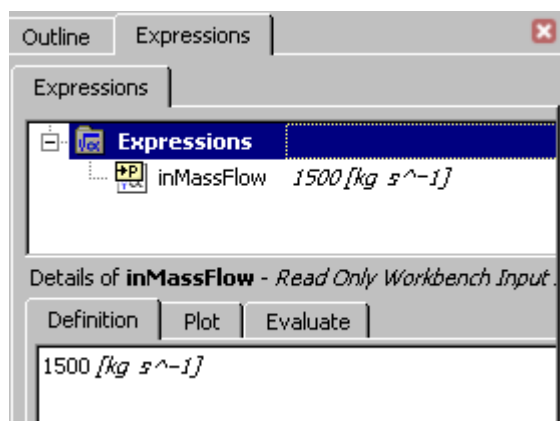 Outline Expressions
Expressions
Expressions
inMassFlow 1500 [kg s^-1]
Details of inMassFlow - Read Only Workbench Input .
Definition Plot Evaluate
1500 [kg s^-1]